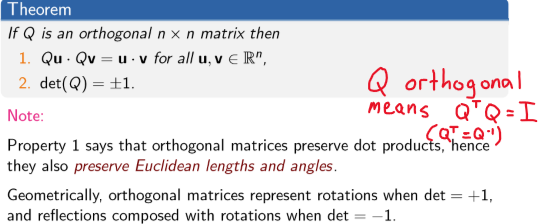 Theorem
If Q is an orthogonal n × n matrix then
1. Qu · Qv = u · v for all u, v ∈ ℝⁿ,
2. det(Q) = ±1.
Q orthogonal
means QᵀQ = I
(Qᵀ = Q⁻¹)
Note:
Property 1 says that orthogonal matrices preserve dot products, hence
they also preserve Euclidean lengths and angles.
Geometrically, orthogonal matrices represent rotations when det = +1,
and reflections composed with rotations when det = −1.